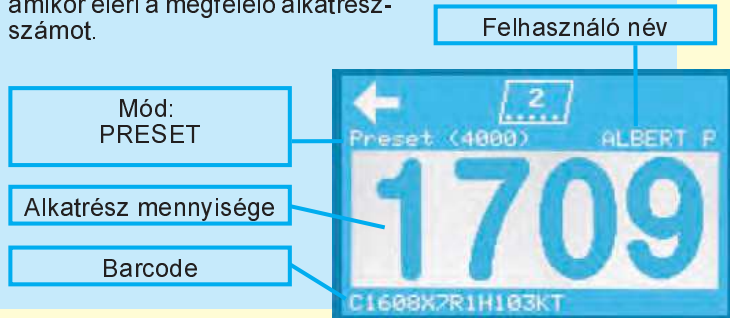 amikor eléri a megfelelő alkatrész-
számot.
Felhasználó név
Mód:
PRESET
Alkatrész mennyisége
Barcode
2
Preset (4000) ALBERT P
1709
C1608X7R1H103KT